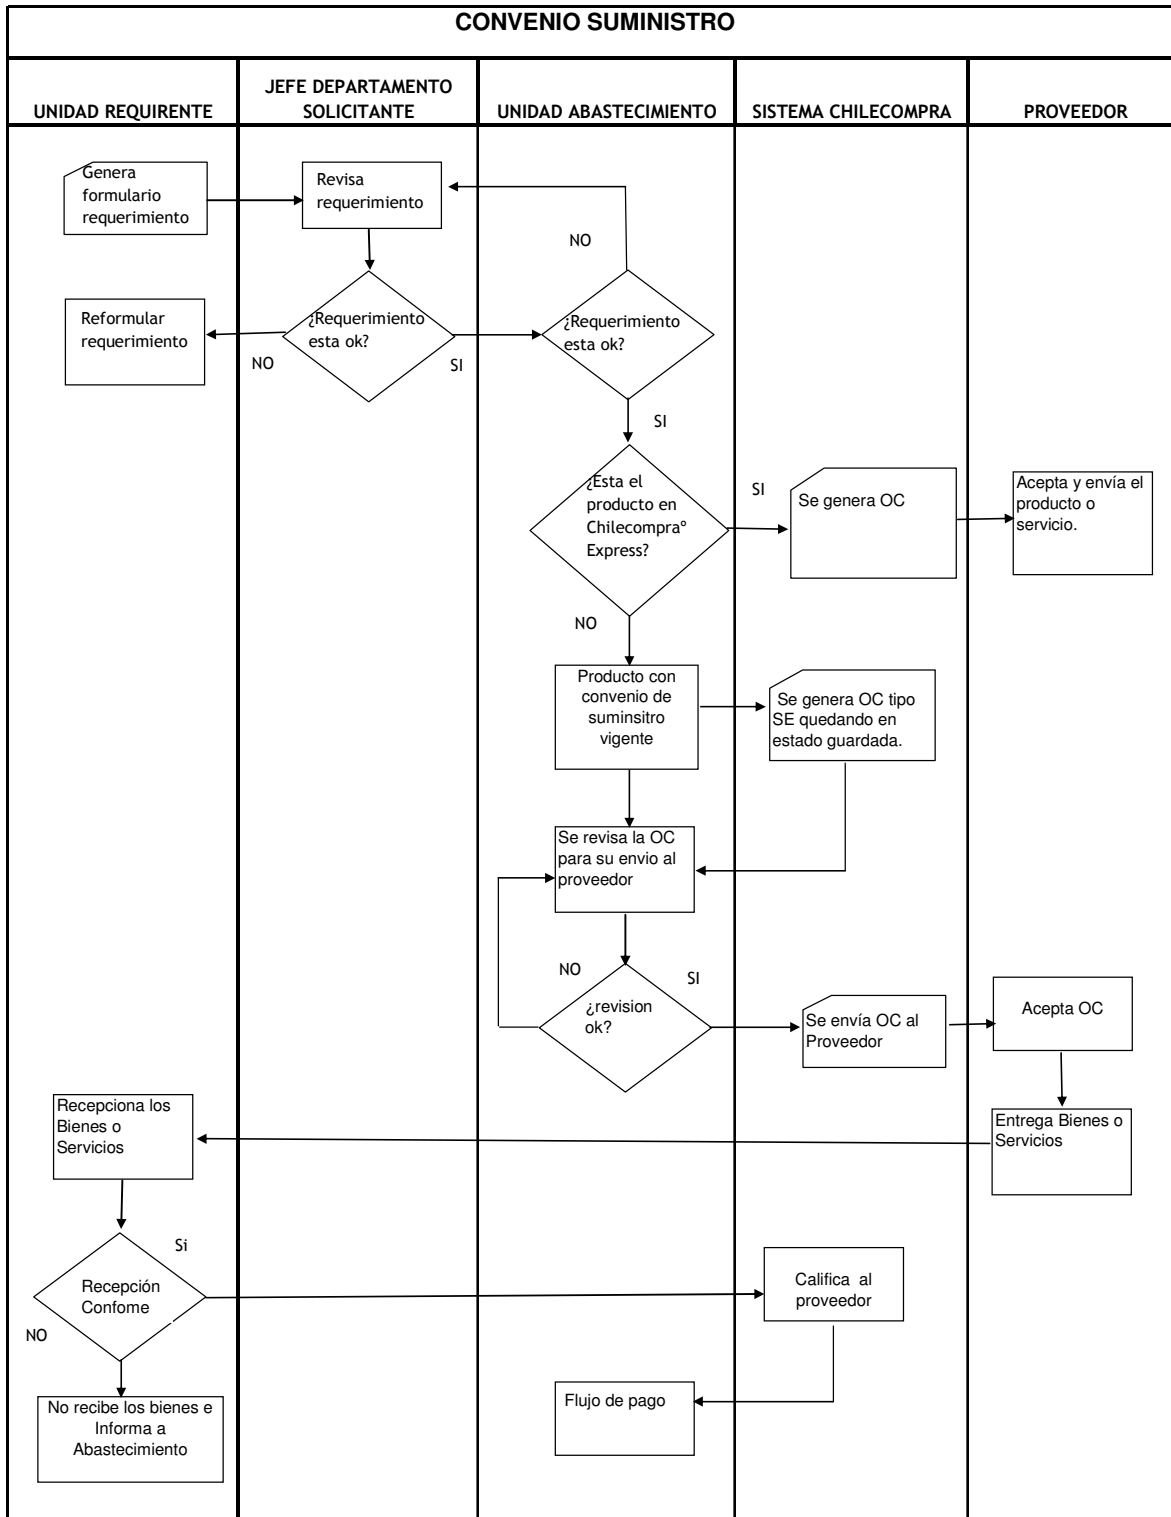 CONVENIO SUMINISTRO
UNIDAD REQUIRENTE
JEFE DEPARTAMENTO
SOLICITANTE
UNIDAD ABASTECIMIENTO
SISTEMA CHILECOMPRA
PROVEEDOR
Genera
formulario
requerimiento
Revisa
requerimiento
NO
Reformular
requerimiento
¿Requerimiento
esta ok?
NO
SI
¿Requerimiento
esta ok?
SI
¿Esta el
producto en
Chilecompraº
Express?
SI
Se genera OC
Acepta y envía el
producto o
servicio.
NO
Producto con
convenio de
suminsitro
vigente
Se genera OC tipo
SE quedando en
estado guardada.
Se revisa la OC
para su envio al
proveedor
NO
SI
¿revision
ok?
Se envía OC al
Proveedor
Acepta OC
Recepciona los
Bienes o
Servicios
Entrega Bienes o
Servicios
Si
Recepción
Confome
NO
Califica al
proveedor
No recibe los bienes e
Informa a
Abastecimiento
Flujo de pago